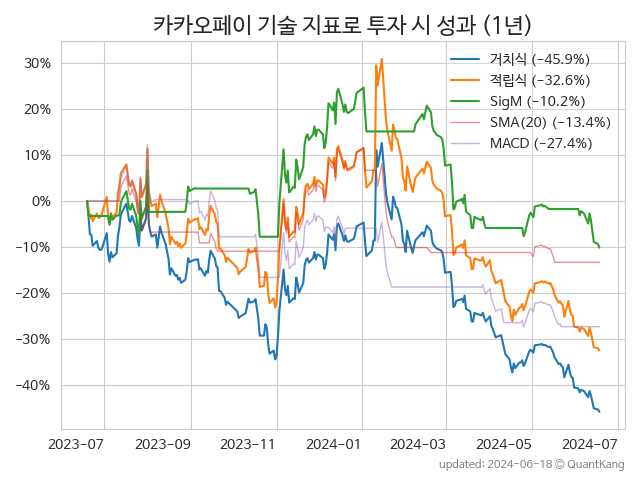 카카오페이 기술 지표로 투자 시 성과 (1년)
30%
20%
10%
0%
−10%
−20%
−30%
−40%
거치식 (−45.9%)
적립식 (−32.6%)
SigM (−10.2%)
SMA(20) (−13.4%)
MACD (−27.4%)
2023−07
2023−09
2023−11
2024−01
2024−03
2024−05
2024−07
updated: 2024−06−18 © QuantKang